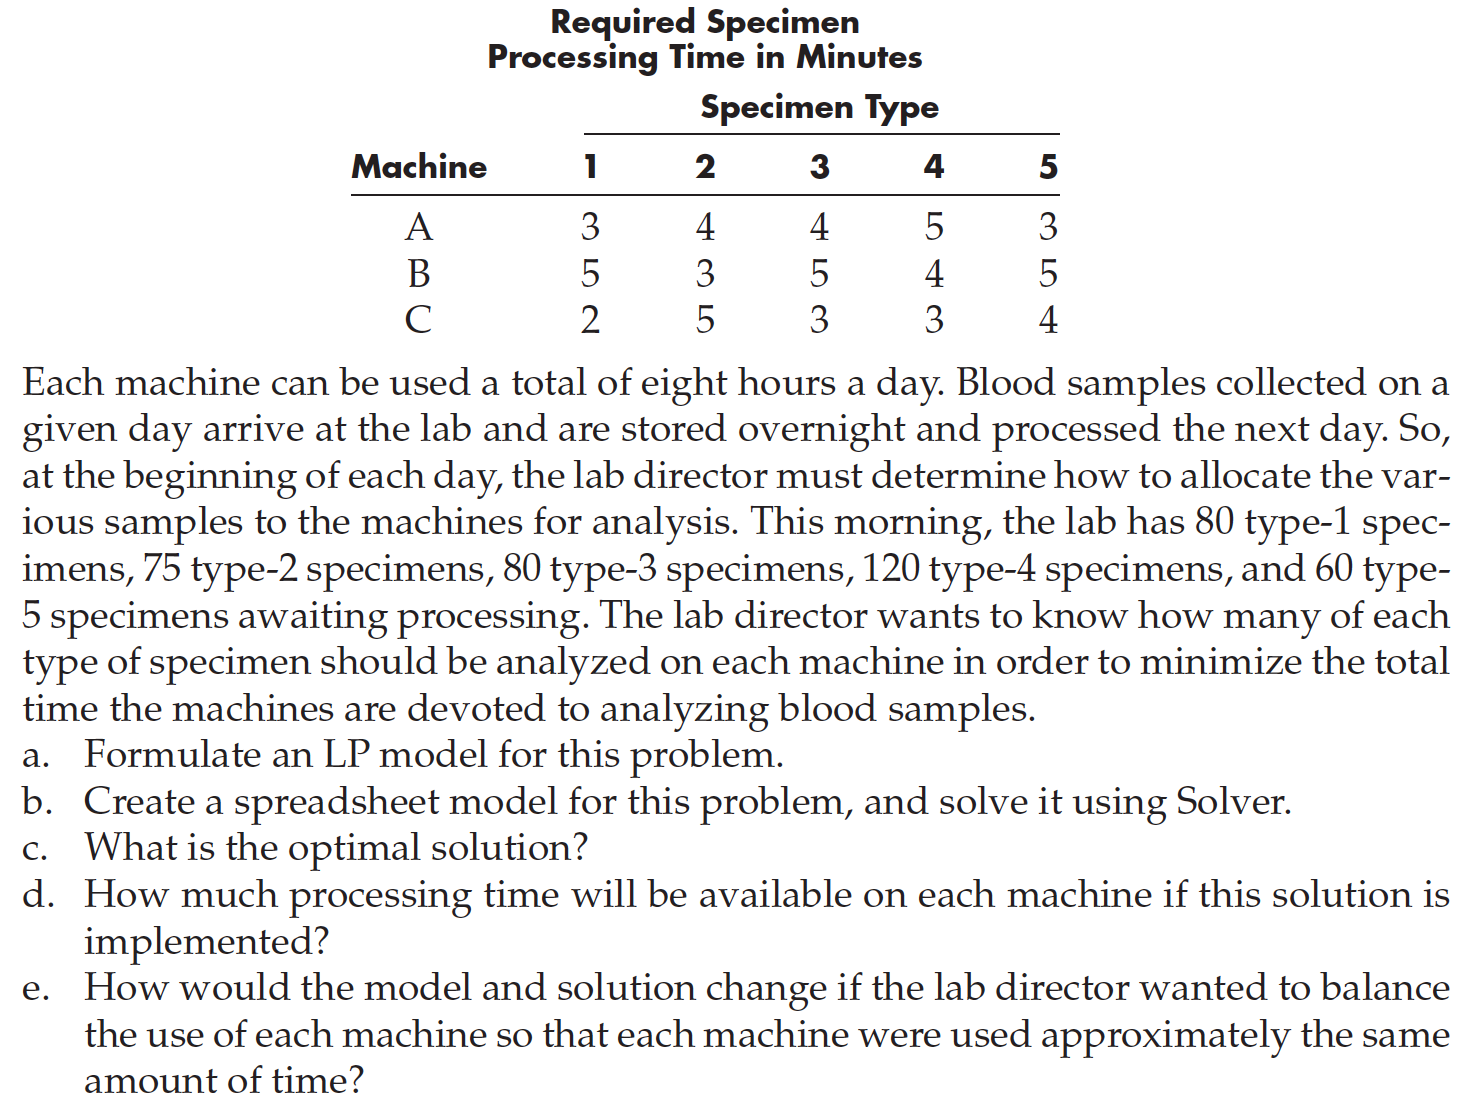 Required Specimen
Processing Time in Minutes
Specimen Type
Machine 1 2 3 4 5
A 3 4 4 5 3
B 5 3 5 4 5
C 2 5 3 3 4
Each machine can be used a total of eight hours a day. Blood samples collected on a
given day arrive at the lab and are stored overnight and processed the next day. So,
at the beginning of each day, the lab director must determine how to allocate the var-
ious samples to the machines for analysis. This morning, the lab has 80 type-1 spec-
imens, 75 type-2 specimens, 80 type-3 specimens, 120 type-4 specimens, and 60 type-
5 specimens awaiting processing. The lab director wants to know how many of each
type of specimen should be analyzed on each machine in order to minimize the total
time the machines are devoted to analyzing blood samples.
a. Formulate an LP model for this problem.
b. Create a spreadsheet model for this problem, and solve it using Solver.
c. What is the optimal solution?
d. How much processing time will be available on each machine if this solution is
implemented?
e. How would the model and solution change if the lab director wanted to balance
the use of each machine so that each machine were used approximately the same
amount of time?